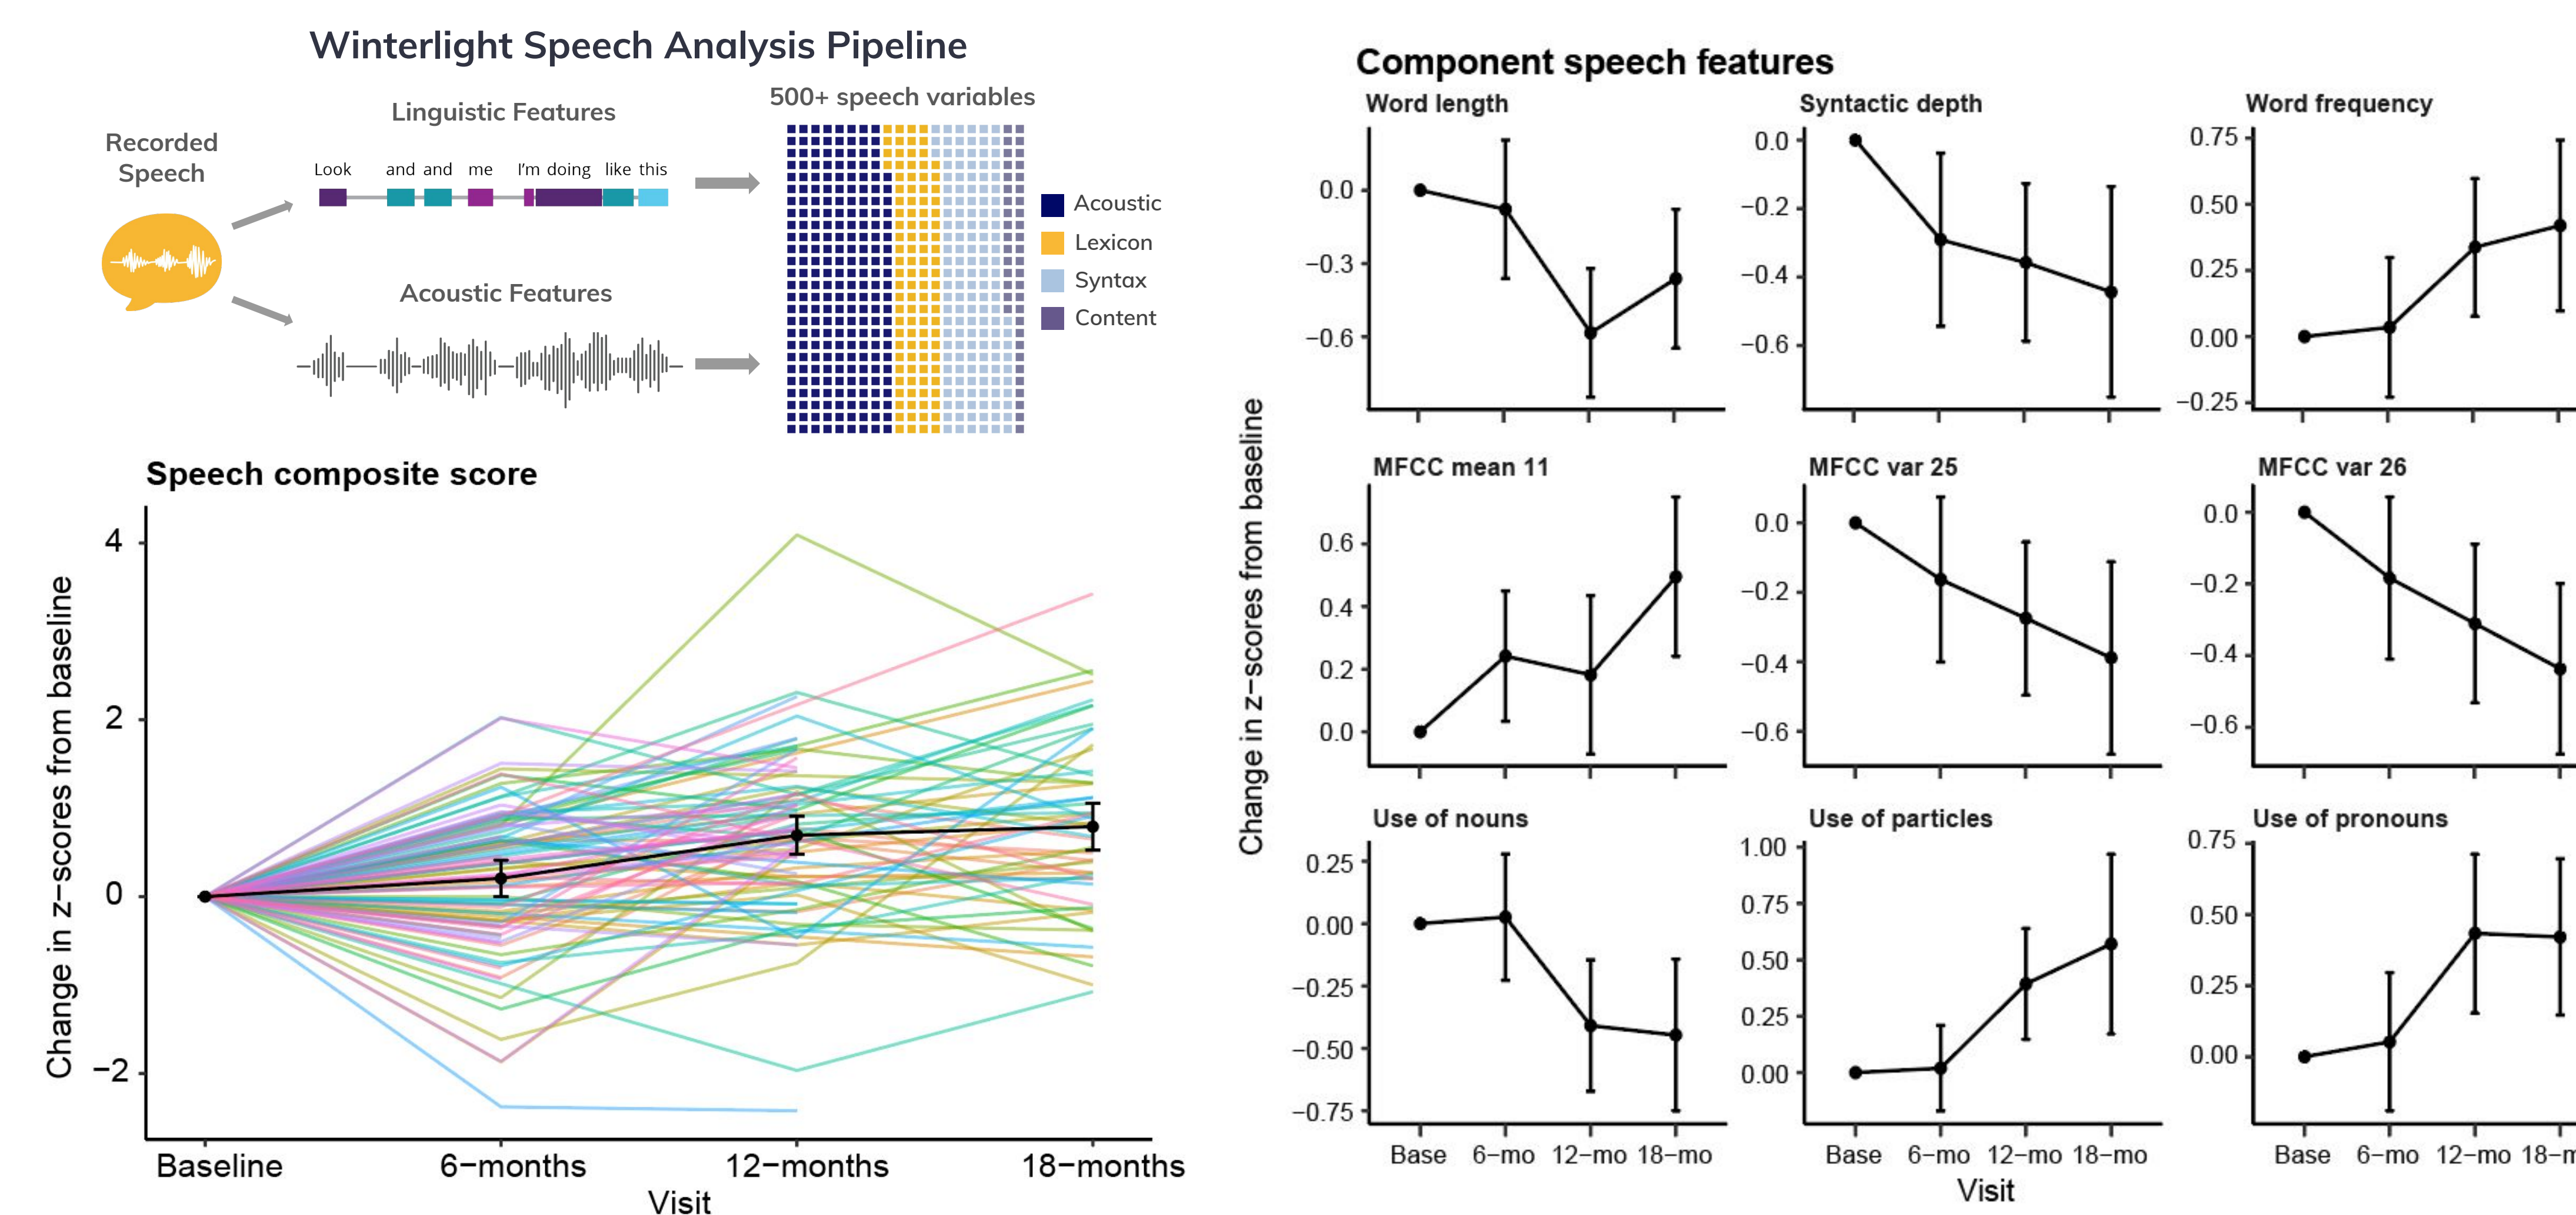 Winterlight Speech Analysis Pipeline
Linguistic Features
500+ speech variables
Recorded
Speech
Look and and me I'm doing like this
Acoustic
Lexicon
Syntax
Content
Acoustic Features
Speech composite score
Change in z−scores from baseline
4
2
0
−2
Baseline 6−months 12−months 18−months
Visit
Component speech features
Change in z−scores from baseline
Word length
0.0
−0.3
−0.6
Syntactic depth
0.0
−0.2
−0.4
−0.6
Word frequency
0.75
0.50
0.25
0.00
−0.25
MFCC mean 11
0.6
0.4
0.2
0.0
MFCC var 25
0.0
−0.2
−0.4
−0.6
MFCC var 26
0.0
−0.2
−0.4
−0.6
Use of nouns
0.25
0.00
−0.25
−0.50
−0.75
Base 6−mo 12−mo 18−mo
Use of particles
1.00
0.75
0.50
0.25
0.00
Base 6−mo 12−mo 18−mo
Use of pronouns
0.75
0.50
0.25
0.00
Base 6−mo 12−mo
Visit